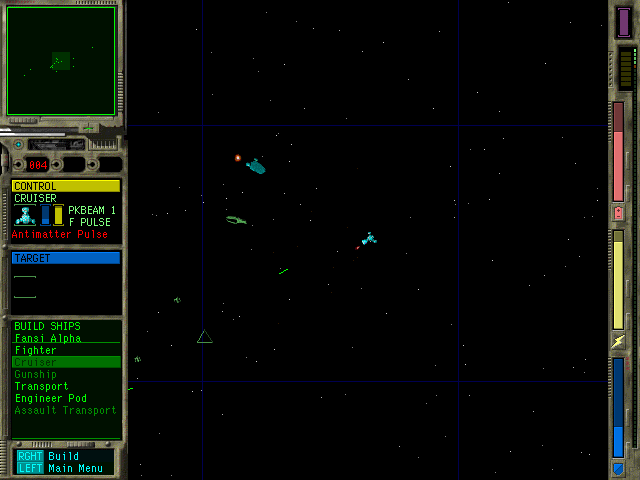 004
CONTROL
CRUISER
PKBEAM 1
F PULSE
Antimatter Pulse
TARGET
BUILD SHIPS
Fansi Alpha
Fighter
Cruiser
Gunship
Transport
Engineer Pod
Assault Transport
RGHT Build
LEFT Main Menu